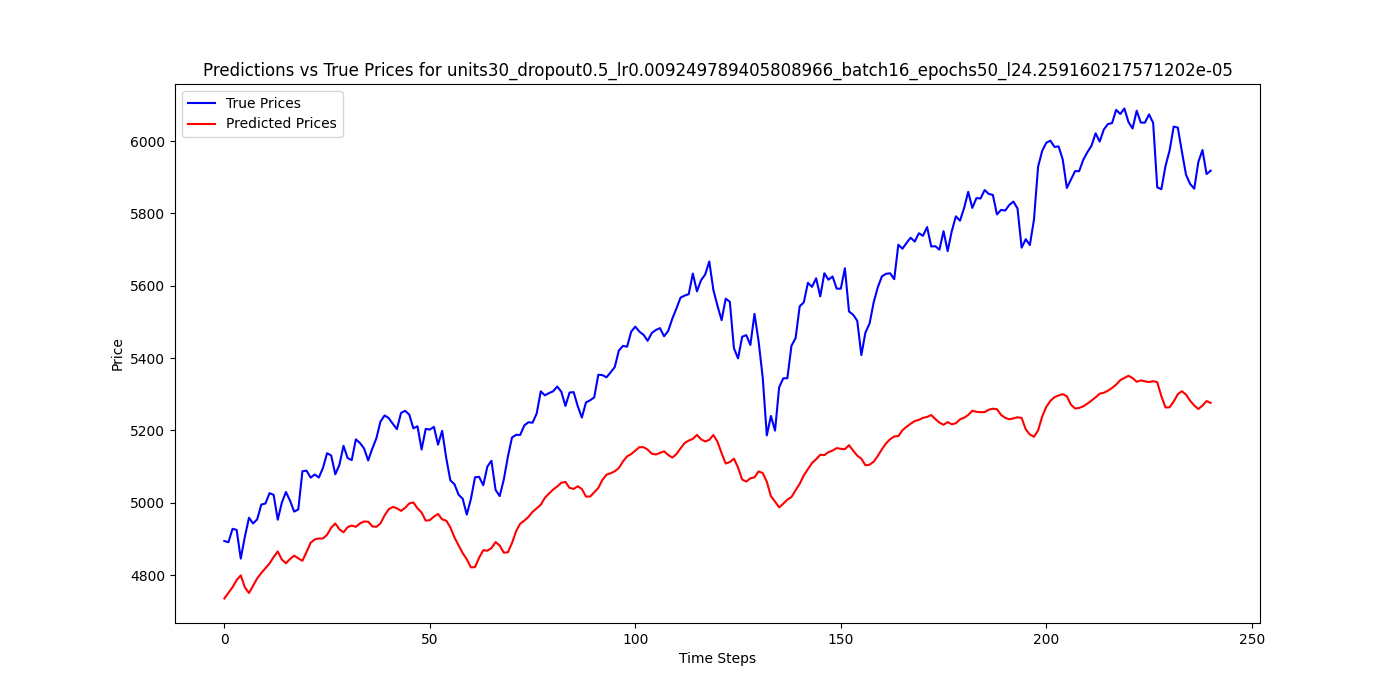 Predictions vs True Prices for units30_dropout0.5_lr0.009249789405808966_batch16_epochs50_l24.259160217571202e-05
True Prices
Predicted Prices
Price
6000
5800
5600
5400
5200
5000
4800
0
50
100
150
200
250
Time Steps